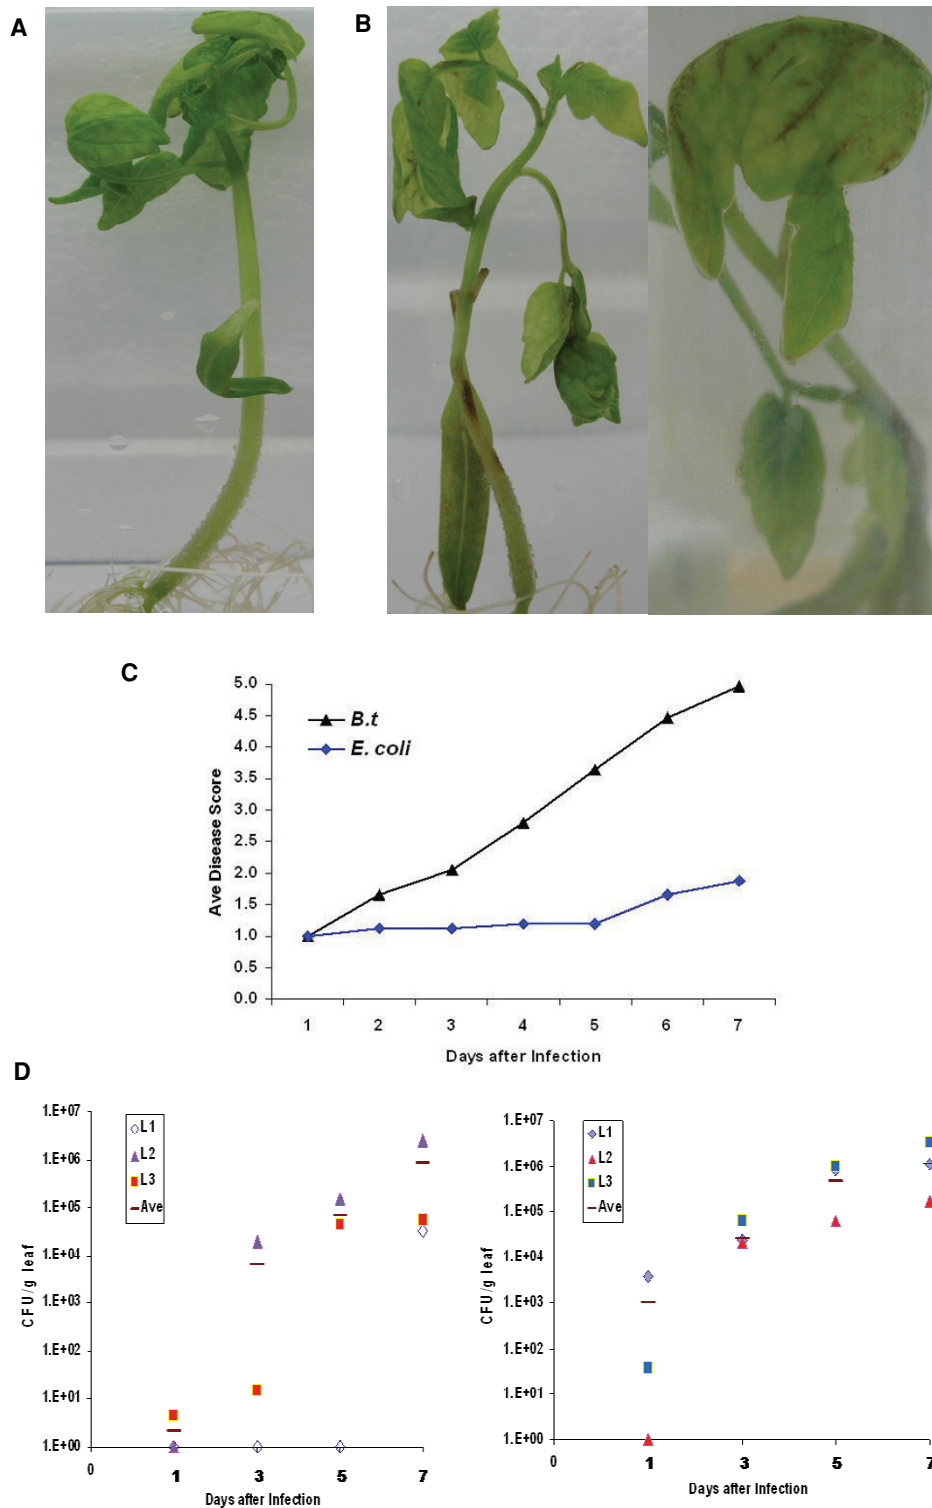 A
B
C
5.0
4.5
4.0
3.5
3.0
2.5
2.0
1.5
1.0
0.5
0.0
Ave Disease Score
B.t
E. coli
1 2 3 4 5 6 7
Days after Infection
D
1.E+07
1.E+06
1.E+05
1.E+04
1.E+03
1.E+02
1.E+01
1.E+00
CFU/g leaf
L1
L2
L3
Ave
0 1 3 5 7
Days after Infection
1.E+07
1.E+06
1.E+05
1.E+04
1.E+03
1.E+02
1.E+01
1.E+00
CFU/g leaf
L1
L2
L3
Ave
0 1 3 5 7
Days after Infection